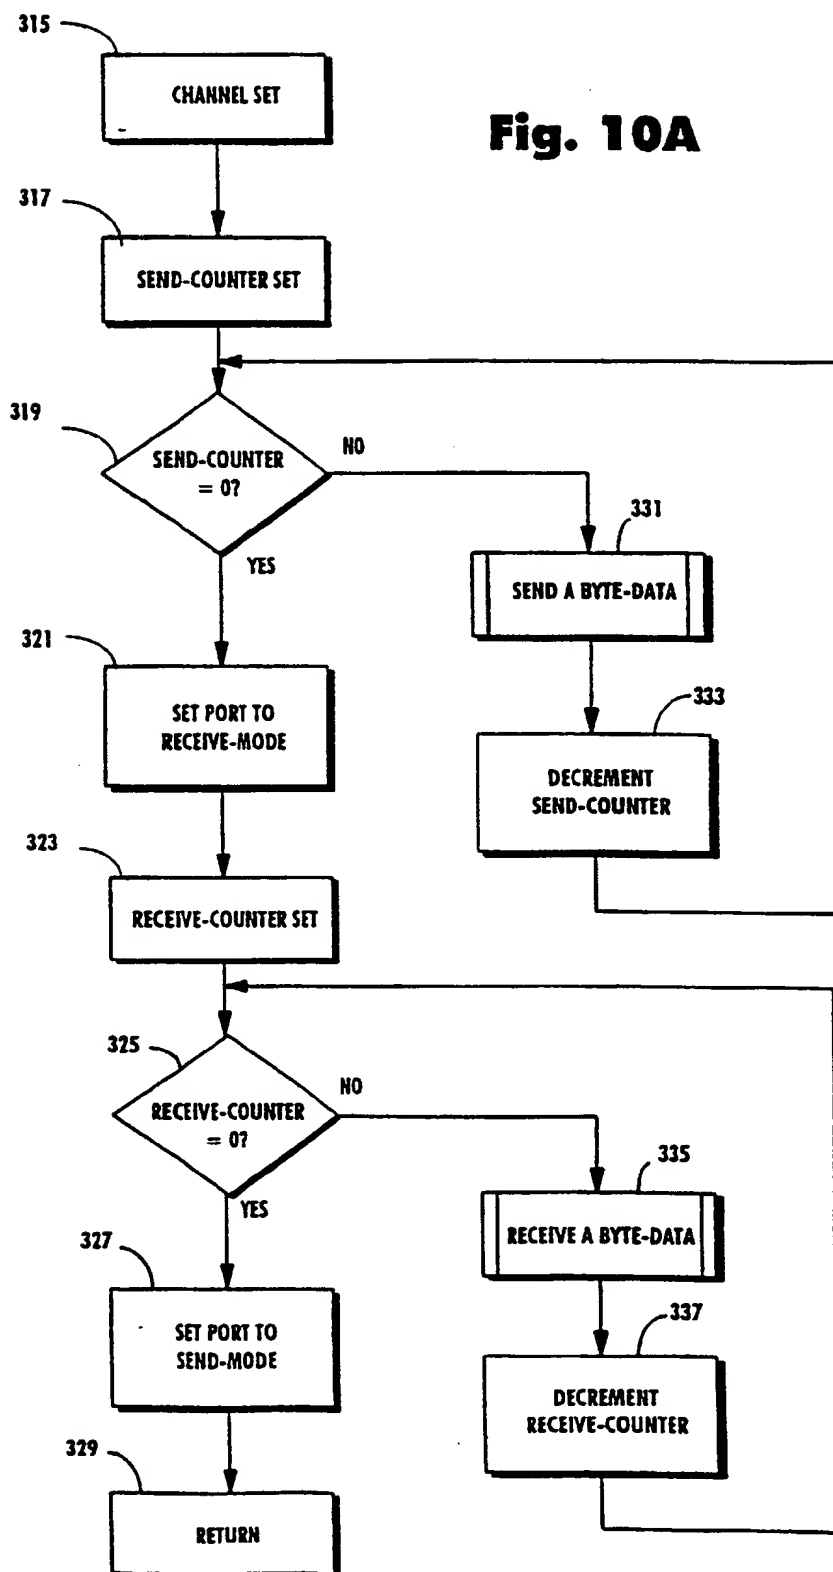 315
CHANNEL SET
Fig. 10A
317
SEND-COUNTER SET
319
SEND-COUNTER
= 0?
NO
YES
331
SEND A BYTE-DATA
321
SET PORT TO
RECEIVE-MODE
333
DECREMENT
SEND-COUNTER
323
RECEIVE-COUNTER SET
325
RECEIVE-COUNTER
= 0?
NO
YES
335
RECEIVE A BYTE-DATA
327
SET PORT TO
SEND-MODE
337
DECREMENT
RECEIVE-COUNTER
329
RETURN